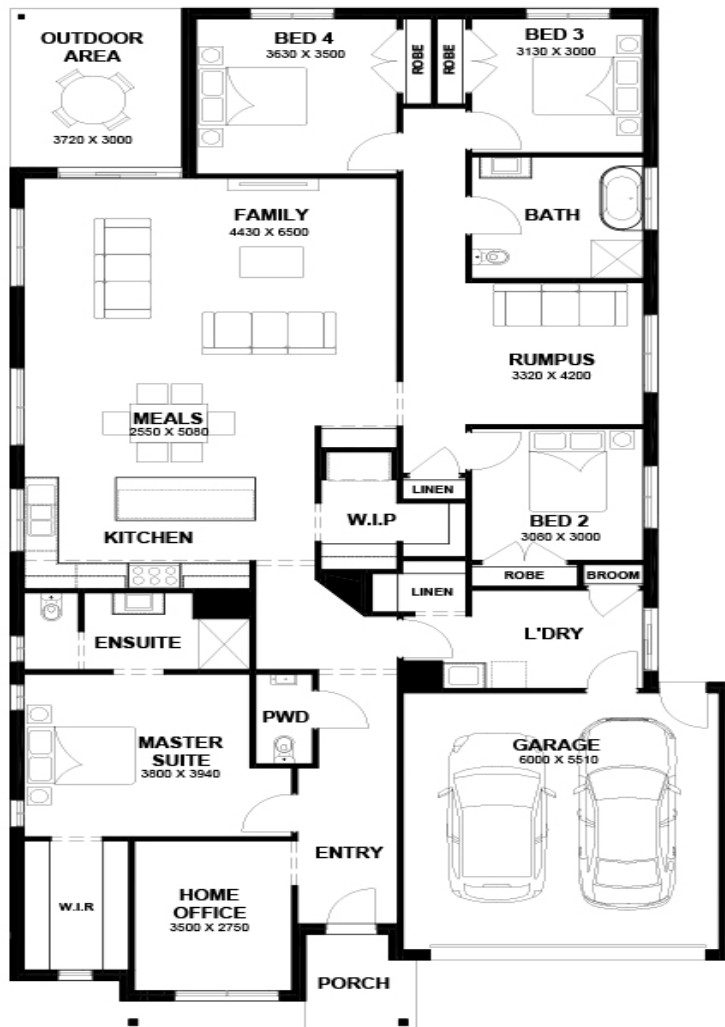 OUTDOOR
AREA
3720 X 3000
BED 4
3630 X 3500
ROBE
ROBE
BED 3
3130 X 3000
FAMILY
4430 X 6500
BATH
RUMPUS
3320 X 4200
MEALS
2550 X 5080
KITCHEN
W.I.P
LINEN
BED 2
3080 X 3000
ROBE
BROOM
LINEN
ENSUITE
L'DRY
PWD
MASTER
SUITE
3800 X 3940
GARAGE
6000 X 5510
ENTRY
W.I.R
HOME
OFFICE
3500 X 2750
PORCH